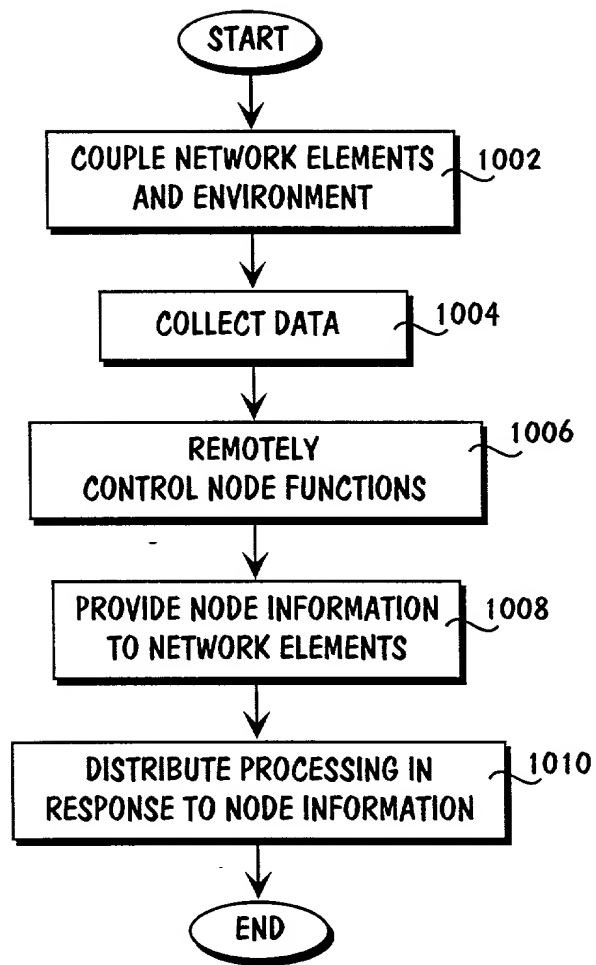 START
COUPLE NETWORK ELEMENTS
AND ENVIRONMENT
1002
COLLECT DATA
1004
REMOTELY
CONTROL NODE FUNCTIONS
1006
PROVIDE NODE INFORMATION
TO NETWORK ELEMENTS
1008
DISTRIBUTE PROCESSING IN
RESPONSE TO NODE INFORMATION
1010
END